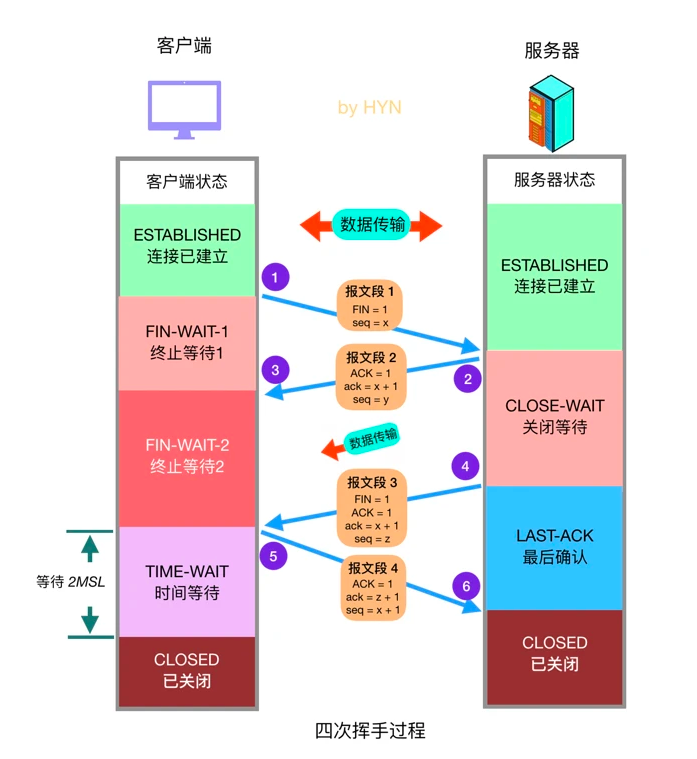 客户端
服务器
by HYN
客户端状态
服务器状态
ESTABLISHED
连接已建立
数据传输
ESTABLISHED
连接已建立
1
报文段 1
FIN = 1
seq = x
FIN-WAIT-1
终止等待1
报文段 2
ACK = 1
ack = x + 1
seq = y
3
2
CLOSE-WAIT
关闭等待
FIN-WAIT-2
终止等待2
数据传输
4
报文段 3
FIN = 1
ACK = 1
ack = x + 1
seq = z
LAST-ACK
最后确认
5
等待 2MSL
TIME-WAIT
时间等待
报文段 4
ACK = 1
ack = z + 1
seq = x + 1
6
CLOSED
已关闭
CLOSED
已关闭
四次挥手过程